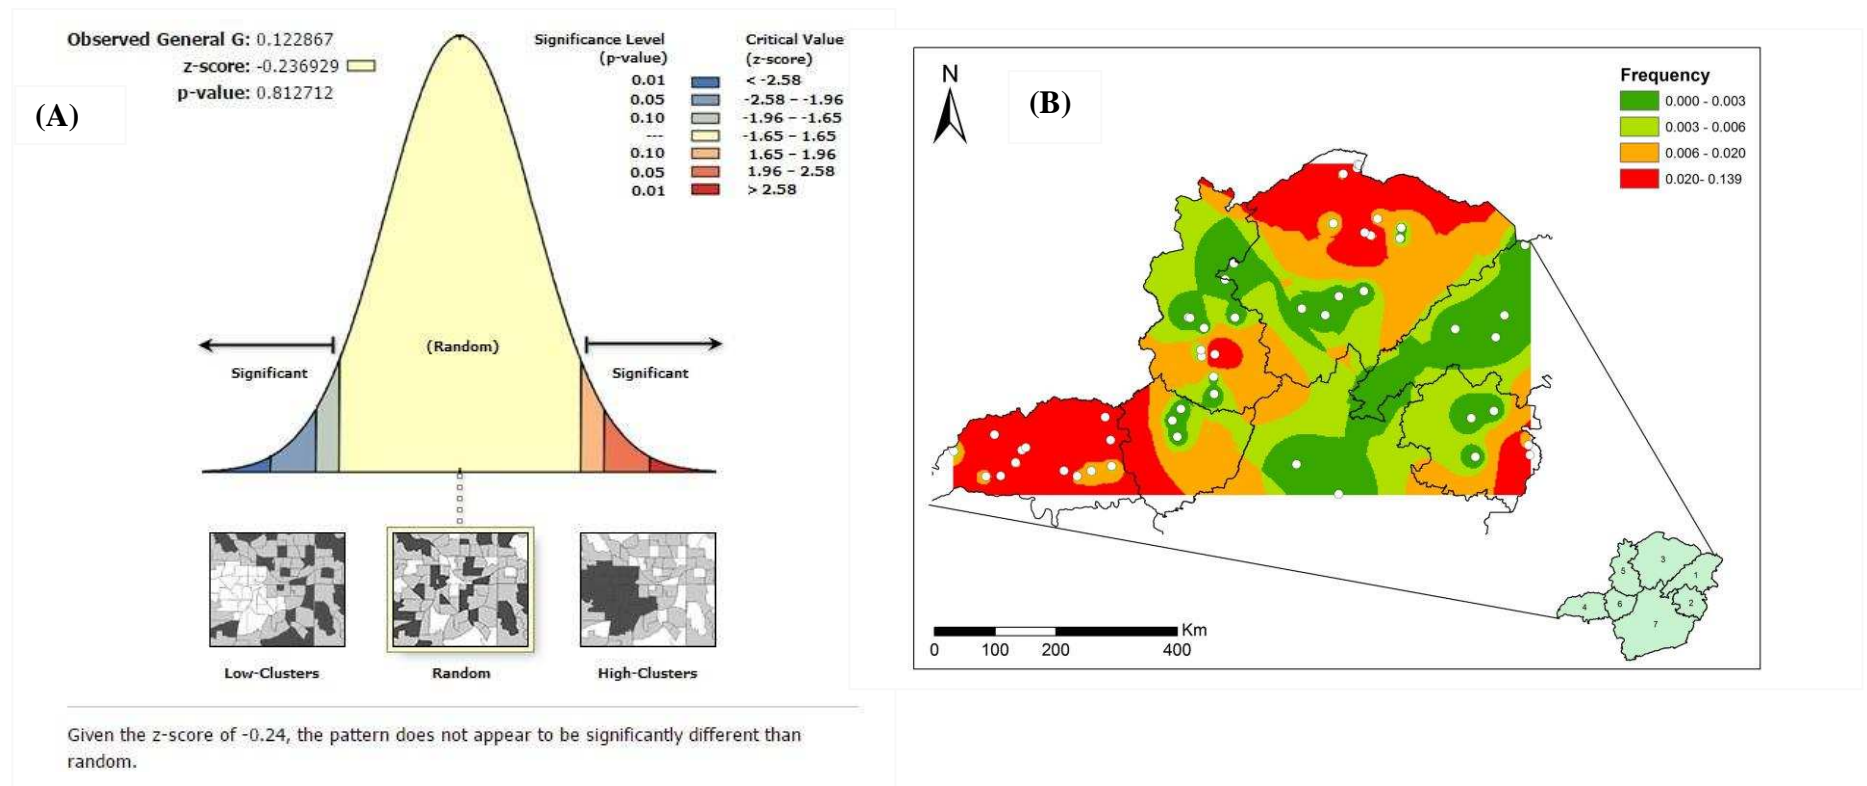 Observed General G: 0.122867
z-score: -0.236929
p-value: 0.812712
(A)
Significance Level
(p-value)
Critical Value
(z-score)
0.01 < -2.58
0.05 -2.58 – -1.96
0.10 -1.96 – -1.65
--- -1.65 – 1.65
0.10 1.65 – 1.96
0.05 1.96 – 2.58
0.01 > 2.58
(Random)
Significant
Significant
Low-Clusters
Random
High-Clusters
Given the z-score of -0.24, the pattern does not appear to be significantly different than
random.
N
(B)
Frequency
0.000 - 0.003
0.003 - 0.006
0.006 - 0.020
0.020- 0.139
3
5
1
4
6
2
7
Km
0 100 200 400